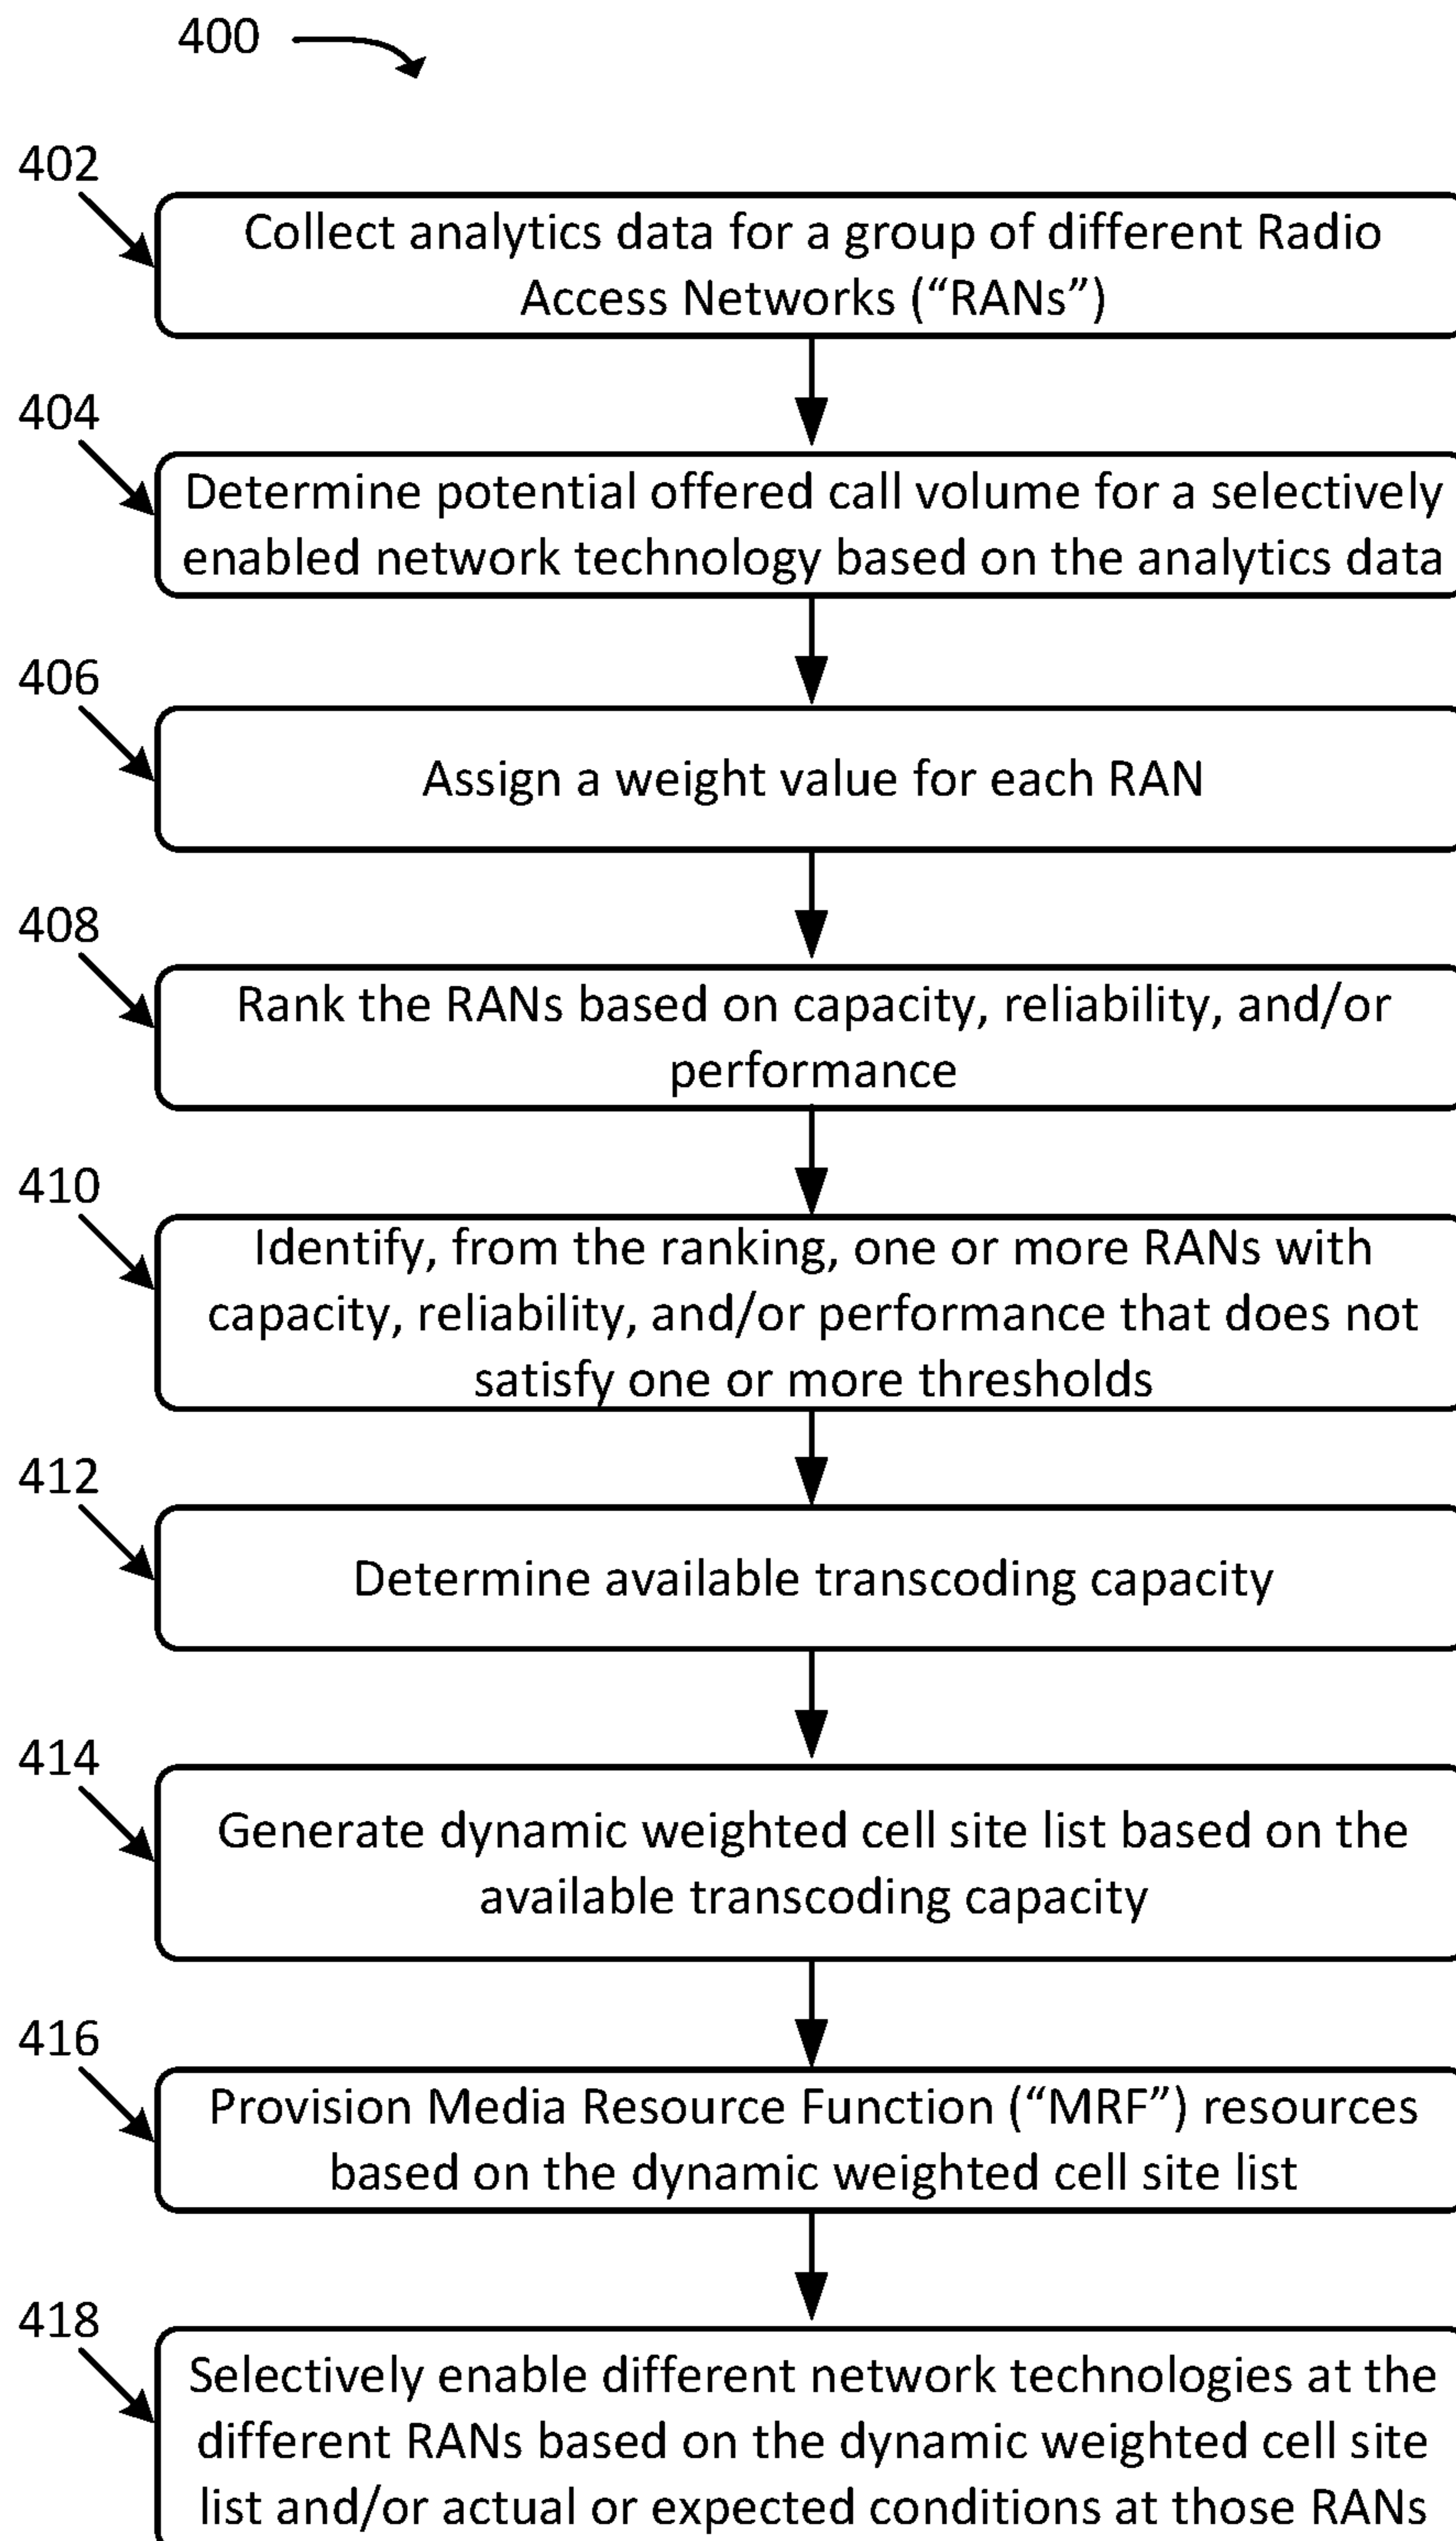 400
402
Collect analytics data for a group of different Radio
Access Networks (“RANs”)
404
Determine potential offered call volume for a selectively
enabled network technology based on the analytics data
406
Assign a weight value for each RAN
408
Rank the RANs based on capacity, reliability, and/or
performance
410
Identify, from the ranking, one or more RANs with
capacity, reliability, and/or performance that does not
satisfy one or more thresholds
412
Determine available transcoding capacity
414
Generate dynamic weighted cell site list based on the
available transcoding capacity
416
Provision Media Resource Function (“MRF”) resources
based on the dynamic weighted cell site list
418
Selectively enable different network technologies at the
different RANs based on the dynamic weighted cell site
list and/or actual or expected conditions at those RANs